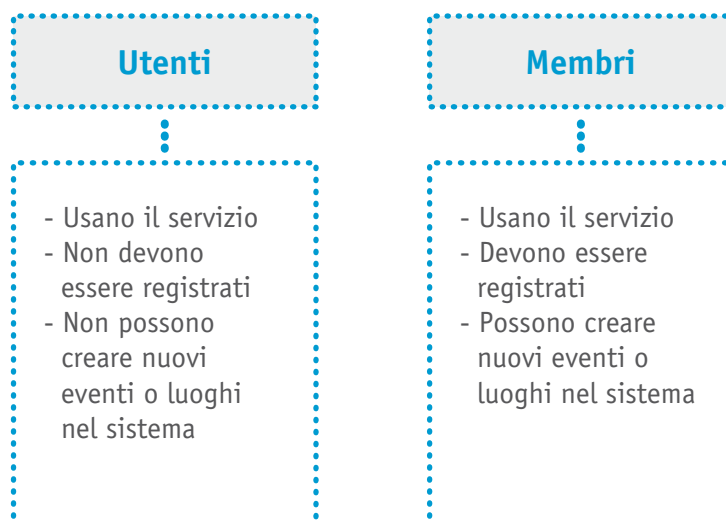 Utenti
- Usano il servizio
- Non devono
essere registrati
- Non possono
creare nuovi
eventi o luoghi
nel sistema
Membri
- Usano il servizio
- Devono essere
registrati
- Possono creare
nuovi eventi o
luoghi nel sistema